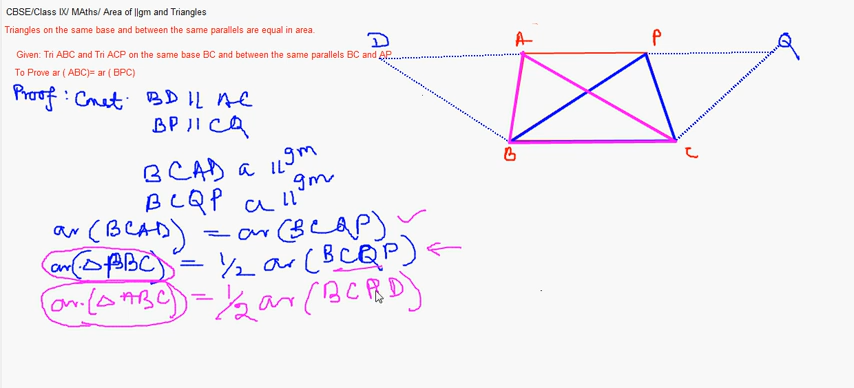 CBSE/Class IX/ MAths/ Area of ||gm and Triangles
Triangles on the same base and between the same parallels are equal in area.
Given: Tri ABC and Tri ACP on the same base BC and between the same parallels BC and AP
To Prove ar ( ABC)= ar ( BPC)
D A P Q
B C
Proof : Const. BD || AC
BP || CQ
BCAD a ||gm
BCQP a ||gm
ar (BCAD) = ar (BCQP) ✓
ar(△PBC) = 1/2 ar (BCQP) ←
ar.(△ABC) = 1/2 ar (BCAD)